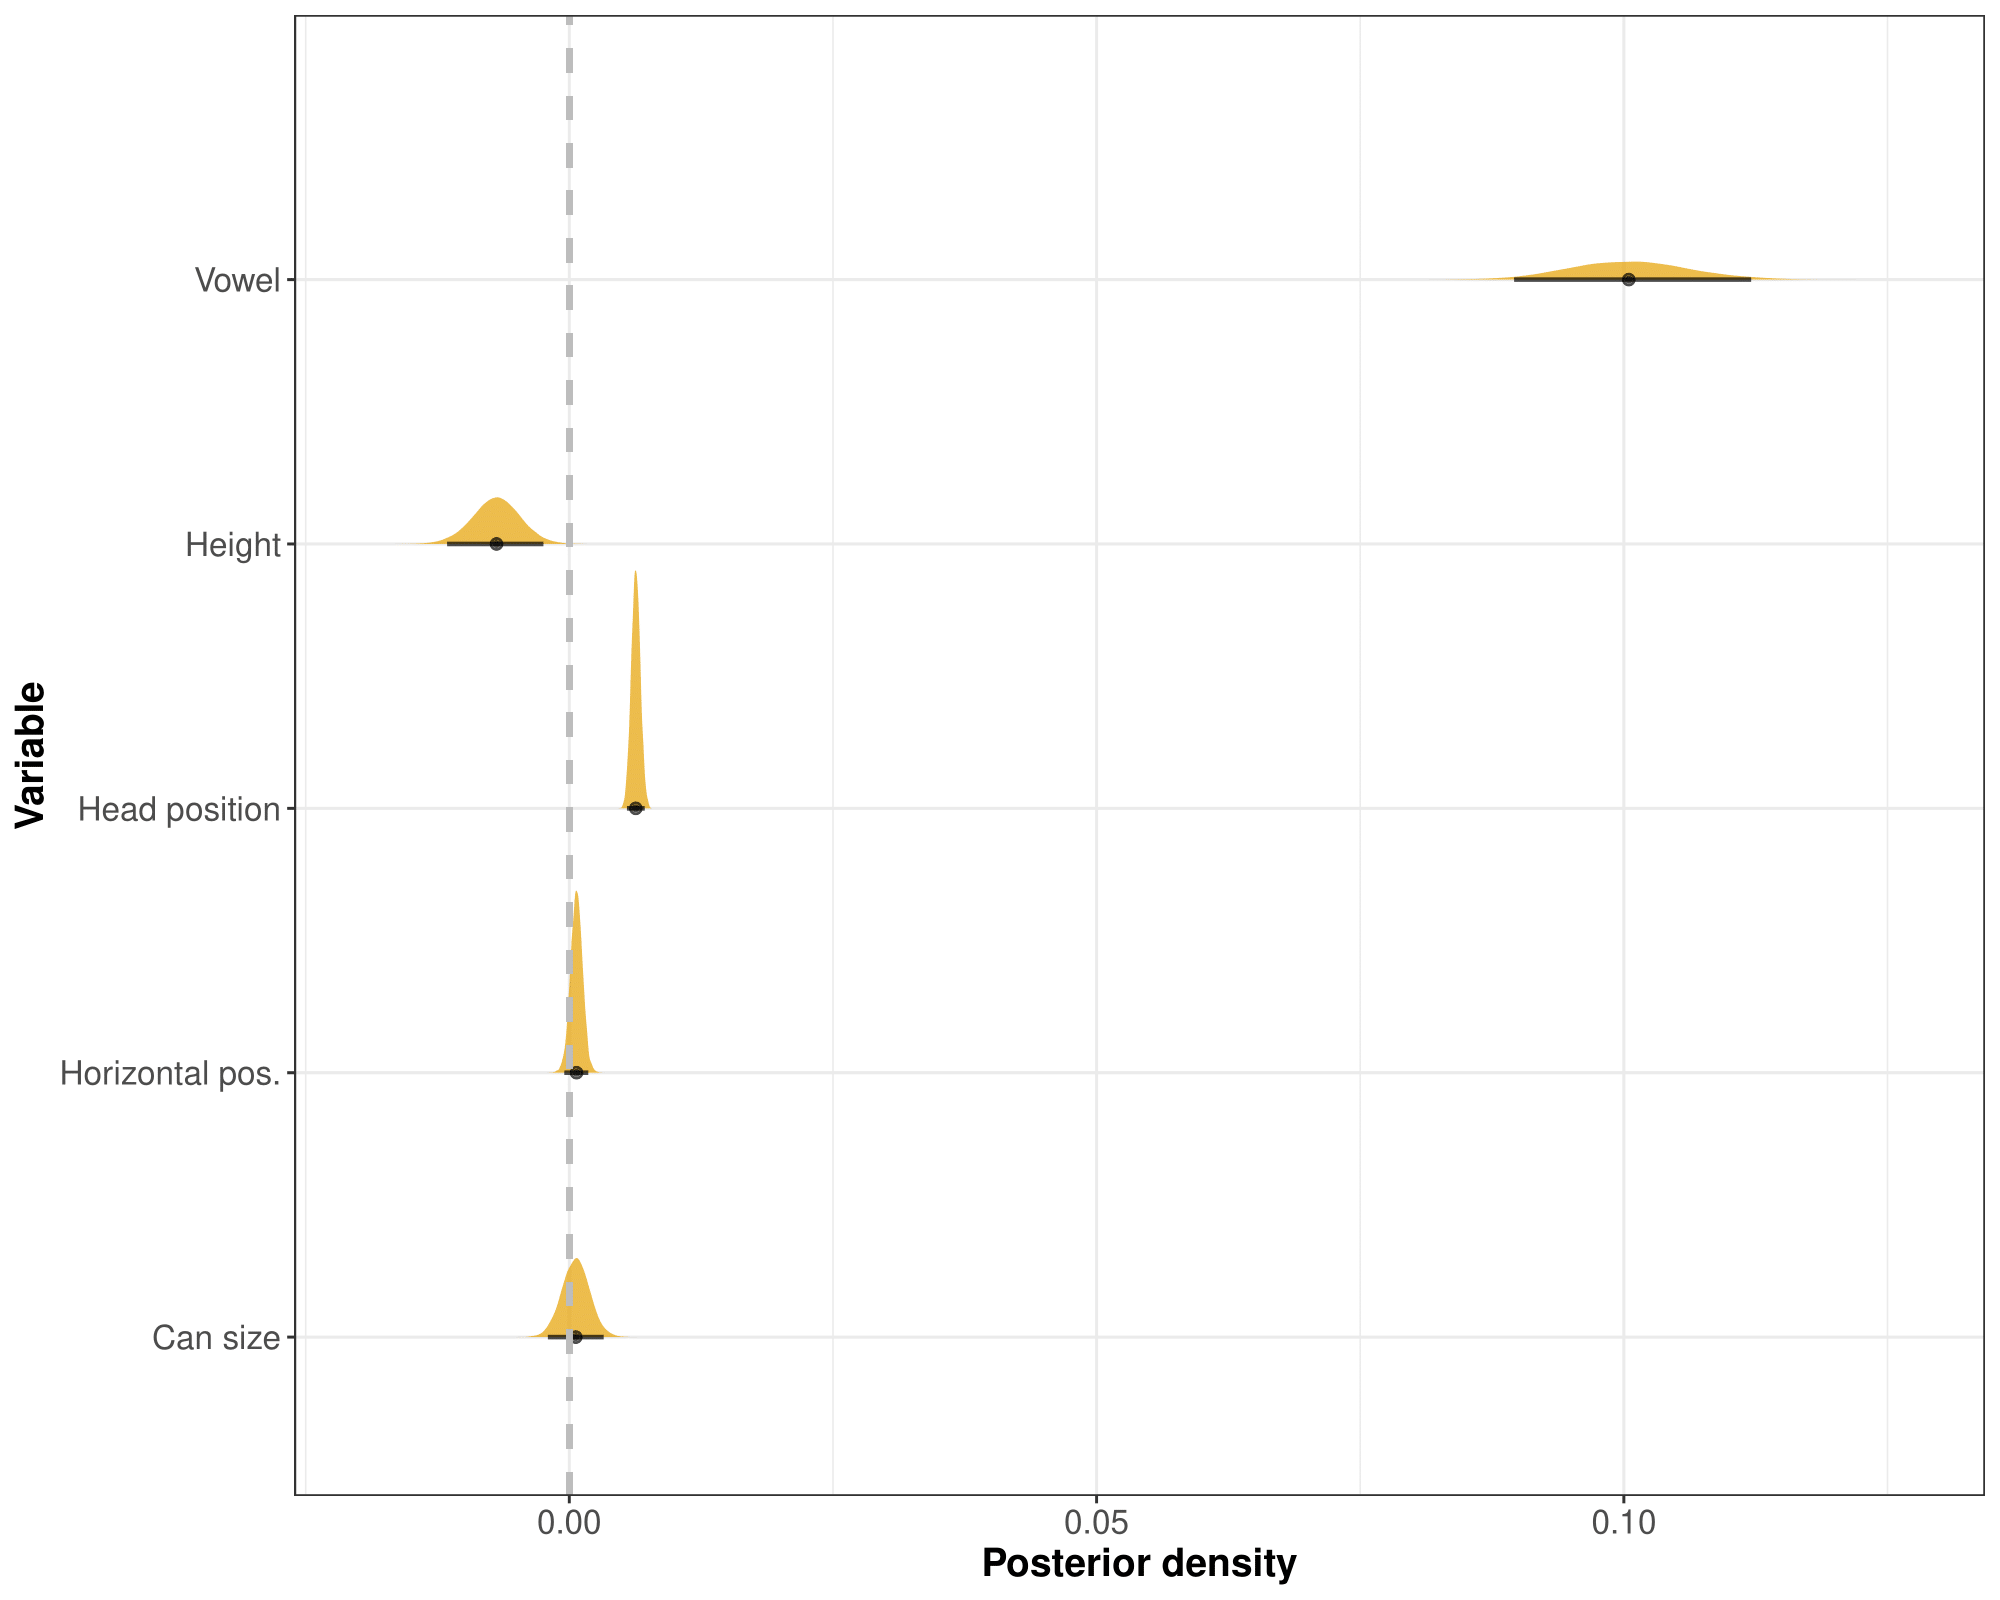 Vowel
Height
Head position
Horizontal pos.
Can size
Variable
0.00 0.05 0.10
Posterior density